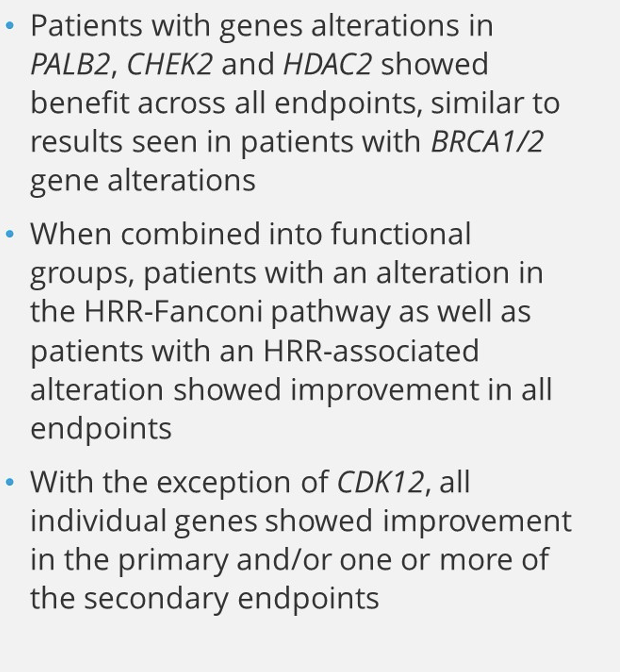 • Patients with genes alterations in
PALB2, CHEK2 and HDAC2 showed
benefit across all endpoints, similar to
results seen in patients with BRCA1/2
gene alterations
• When combined into functional
groups, patients with an alteration in
the HRR-Fanconi pathway as well as
patients with an HRR-associated
alteration showed improvement in all
endpoints
• With the exception of CDK12, all
individual genes showed improvement
in the primary and/or one or more of
the secondary endpoints